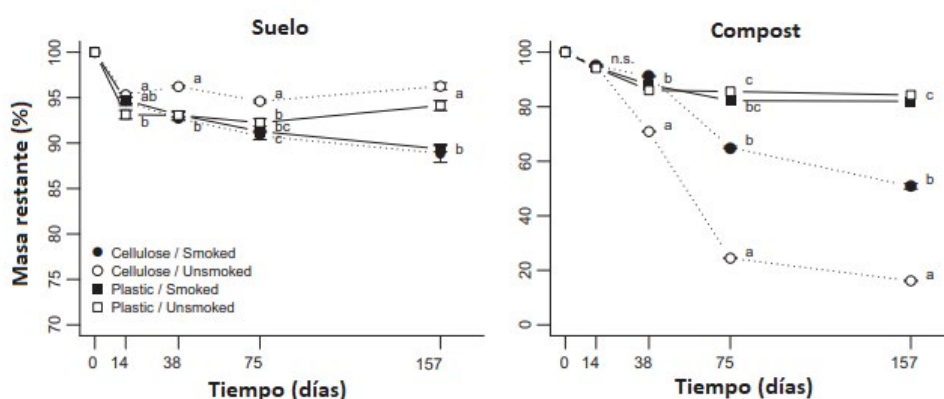 Suelo
Masa restante (%)
100
95
90
85
80
75
70
a
ab
b
a
b
a
b
bc
c
a
b
Cellulose / Smoked
Cellulose / Unsmoked
Plastic / Smoked
Plastic / Unsmoked
0 14 38 75 157
Tiempo (días)
Compost
100
80
60
40
20
0
n.s.
b
a
c
bc
b
a
c
b
a
0 14 38 75 157
Tiempo (días)